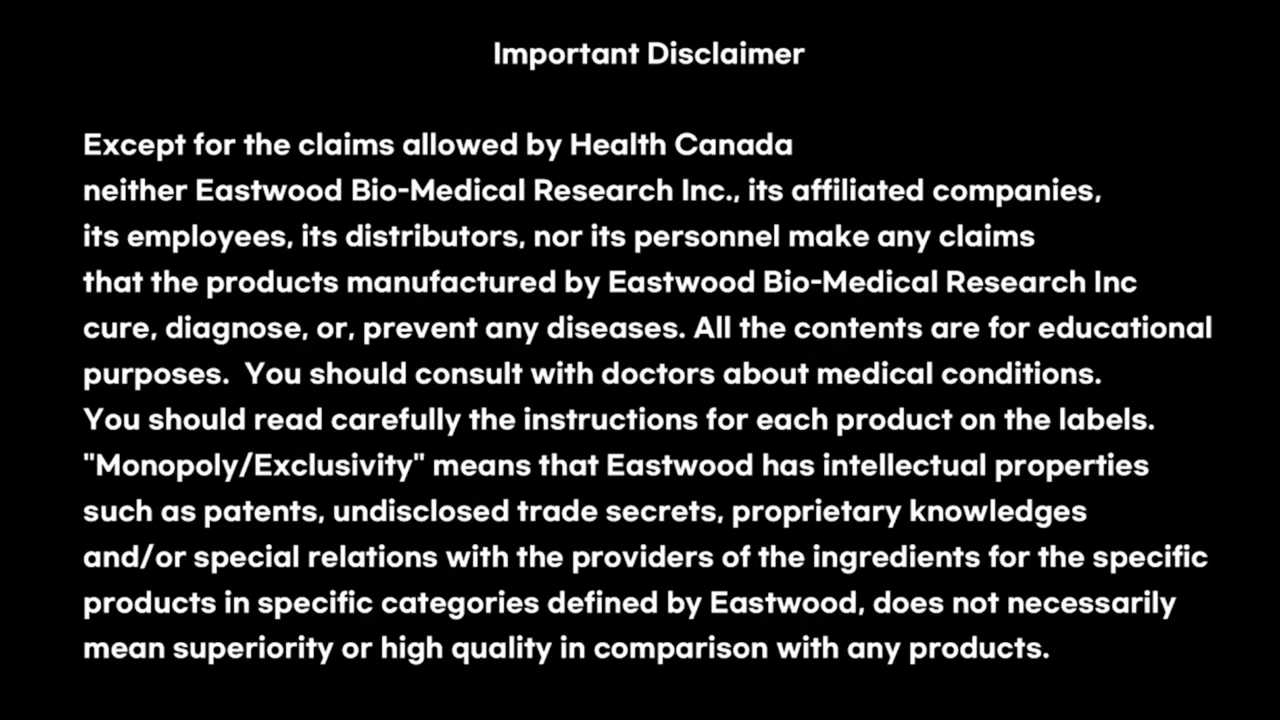 Important Disclaimer
Except for the claims allowed by Health Canada
neither Eastwood Bio-Medical Research Inc., its affiliated companies,
its employees, its distributors, nor its personnel make any claims
that the products manufactured by Eastwood Bio-Medical Research Inc
cure, diagnose, or, prevent any diseases. All the contents are for educational
purposes.  You should consult with doctors about medical conditions.
You should read carefully the instructions for each product on the labels.
"Monopoly/Exclusivity" means that Eastwood has intellectual properties
such as patents, undisclosed trade secrets, proprietary knowledges
and/or special relations with the providers of the ingredients for the specific
products in specific categories defined by Eastwood, does not necessarily
mean superiority or high quality in comparison with any products.